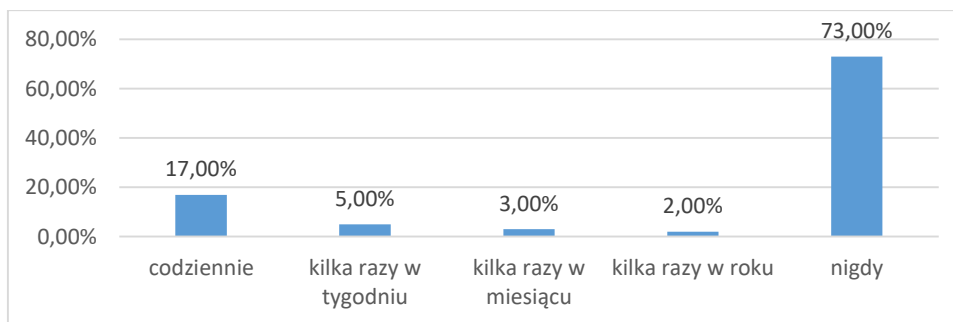 80,00%
60,00%
40,00%
20,00%
0,00%
17,00%
5,00%
3,00%
2,00%
73,00%
codziennie
kilka razy w
tygodniu
kilka razy w
miesiącu
kilka razy w roku
nigdy